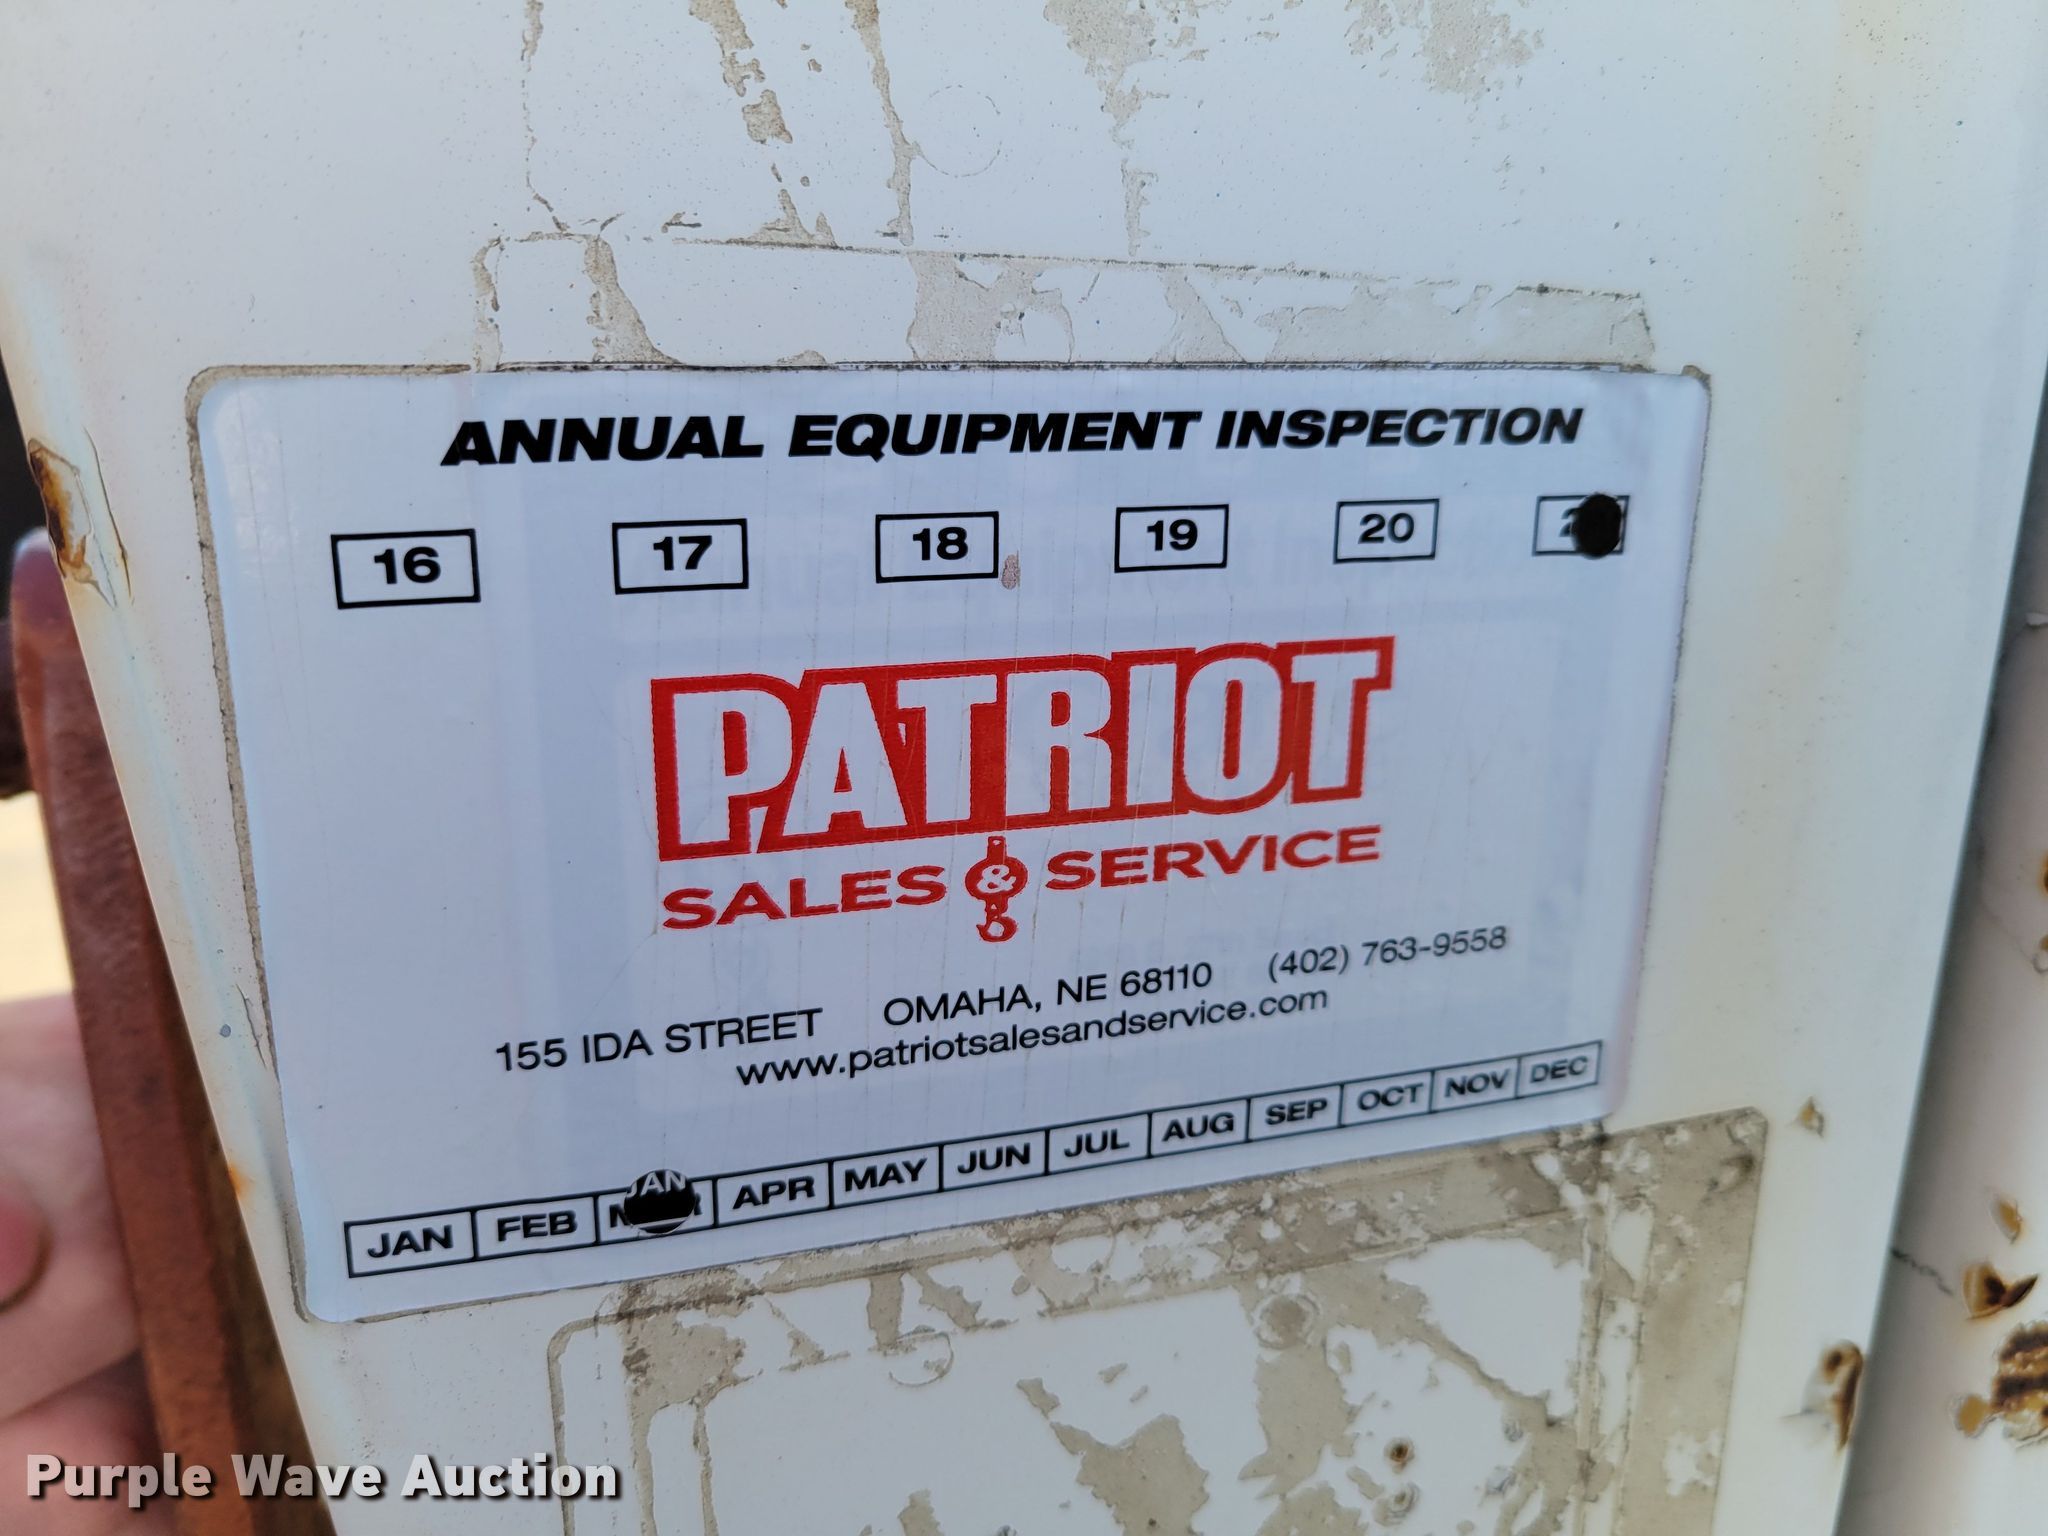 ANNUAL EQUIPMENT INSPECTION
16 17 18 19 20
PATRIOT
SALES & SERVICE
155 IDA STREET OMAHA, NE 68110 (402) 763-9558
www.patriotsalesandservice.com
JAN FEB JAN APR MAY JUN JUL AUG SEP OCT NOV DEC
Purple Wave Auction